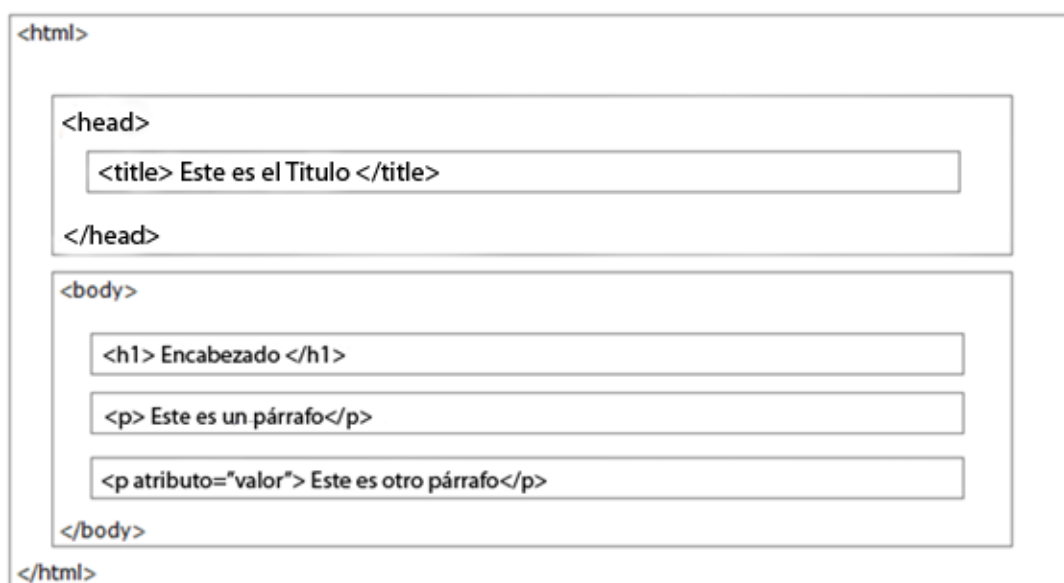 <html>
<head>
<title> Este es el Titulo </title>
</head>
<body>
<h1> Encabezado </h1>
<p> Este es un párrafo</p>
<p atributo="valor"> Este es otro párrafo</p>
</body>
</html>